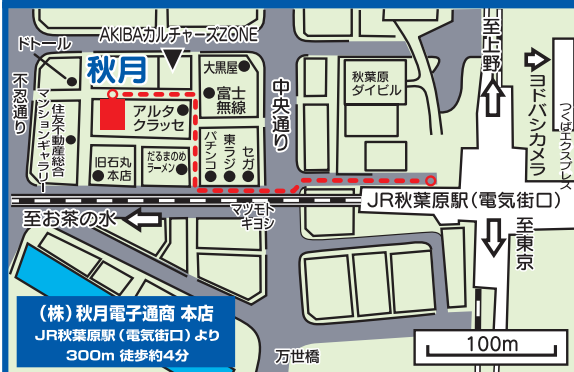 ドトール
AKIBAカルチャーズZONE
秋月
不忍通り
住友不動産総合
マンションギャラリー
アルタ
クラッセ
旧石丸
本店
だるまのめ
ラーメン
大黒屋
富士
無線
パチンコ
東ラジ
セガ
中央通り
秋葉原
ダイビル
至上野
ヨドバシカメラ
つくばエクスプレス
JR秋葉原駅(電気街口)
至お茶の水
マツモト
キヨシ
至東京
(株)秋月電子通商 本店
JR秋葉原駅(電気街口)より
300m 徒歩約4分
万世橋
100m